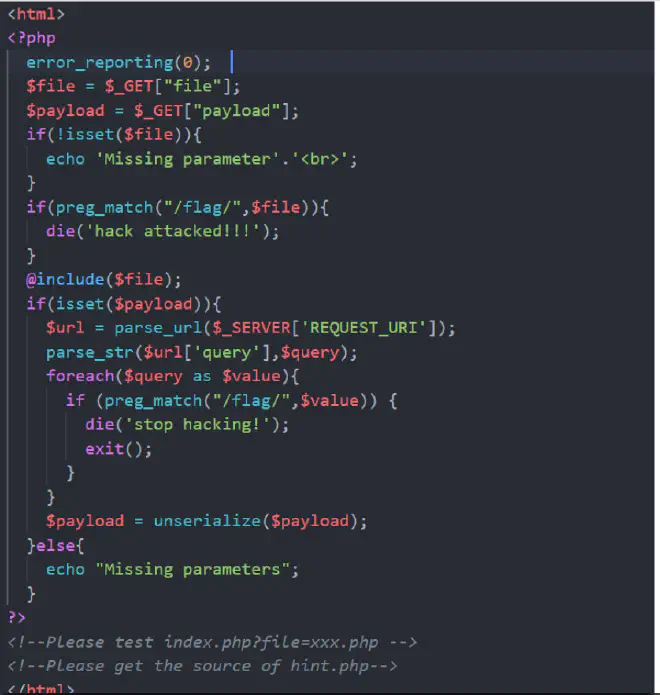 <html>
<?php
error_reporting(0);
$file = $_GET["file"];
$payload = $_GET["payload"];
if(!isset($file)){
echo 'Missing parameter'.'<br>';
}
if(preg_match("/flag/",$file)){
die('hack attacked!!!');
}
@include($file);
if(isset($payload)){
$url = parse_url($_SERVER['REQUEST_URI']);
parse_str($url['query'],$query);
foreach($query as $value){
if (preg_match("/flag/",$value)) {
die('stop hacking!');
exit();
}
}
$payload = unserialize($payload);
}else{
echo "Missing parameters";
}
?>
<!--Please test index.php?file=xxx.php -->
<!--Please get the source of hint.php-->
</html>